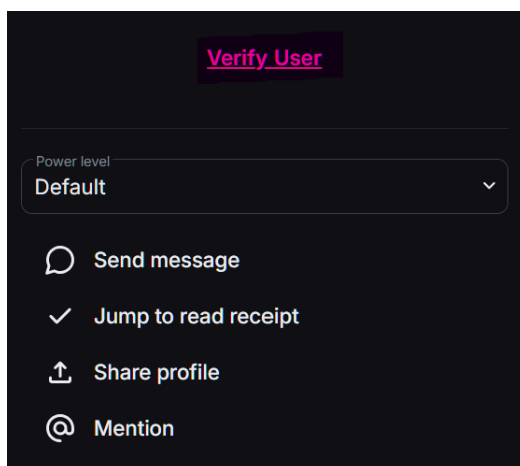 Verify User
Power level
Default
Send message
Jump to read receipt
Share profile
Mention